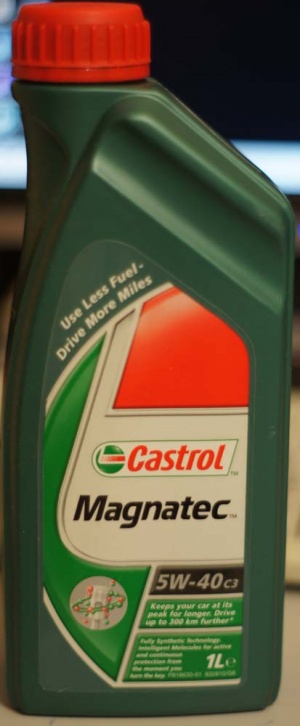 Use Less Fuel -
Drive More Miles
Castrol TM
Magnatec TM
5W-40 C3
Keeps your car at its
peak for longer. Drive
up to 300 km further*
Fully Synthetic Technology.
Intelligent Molecules for active
and continuous
protection from
the moment you
turn the key.
1L e